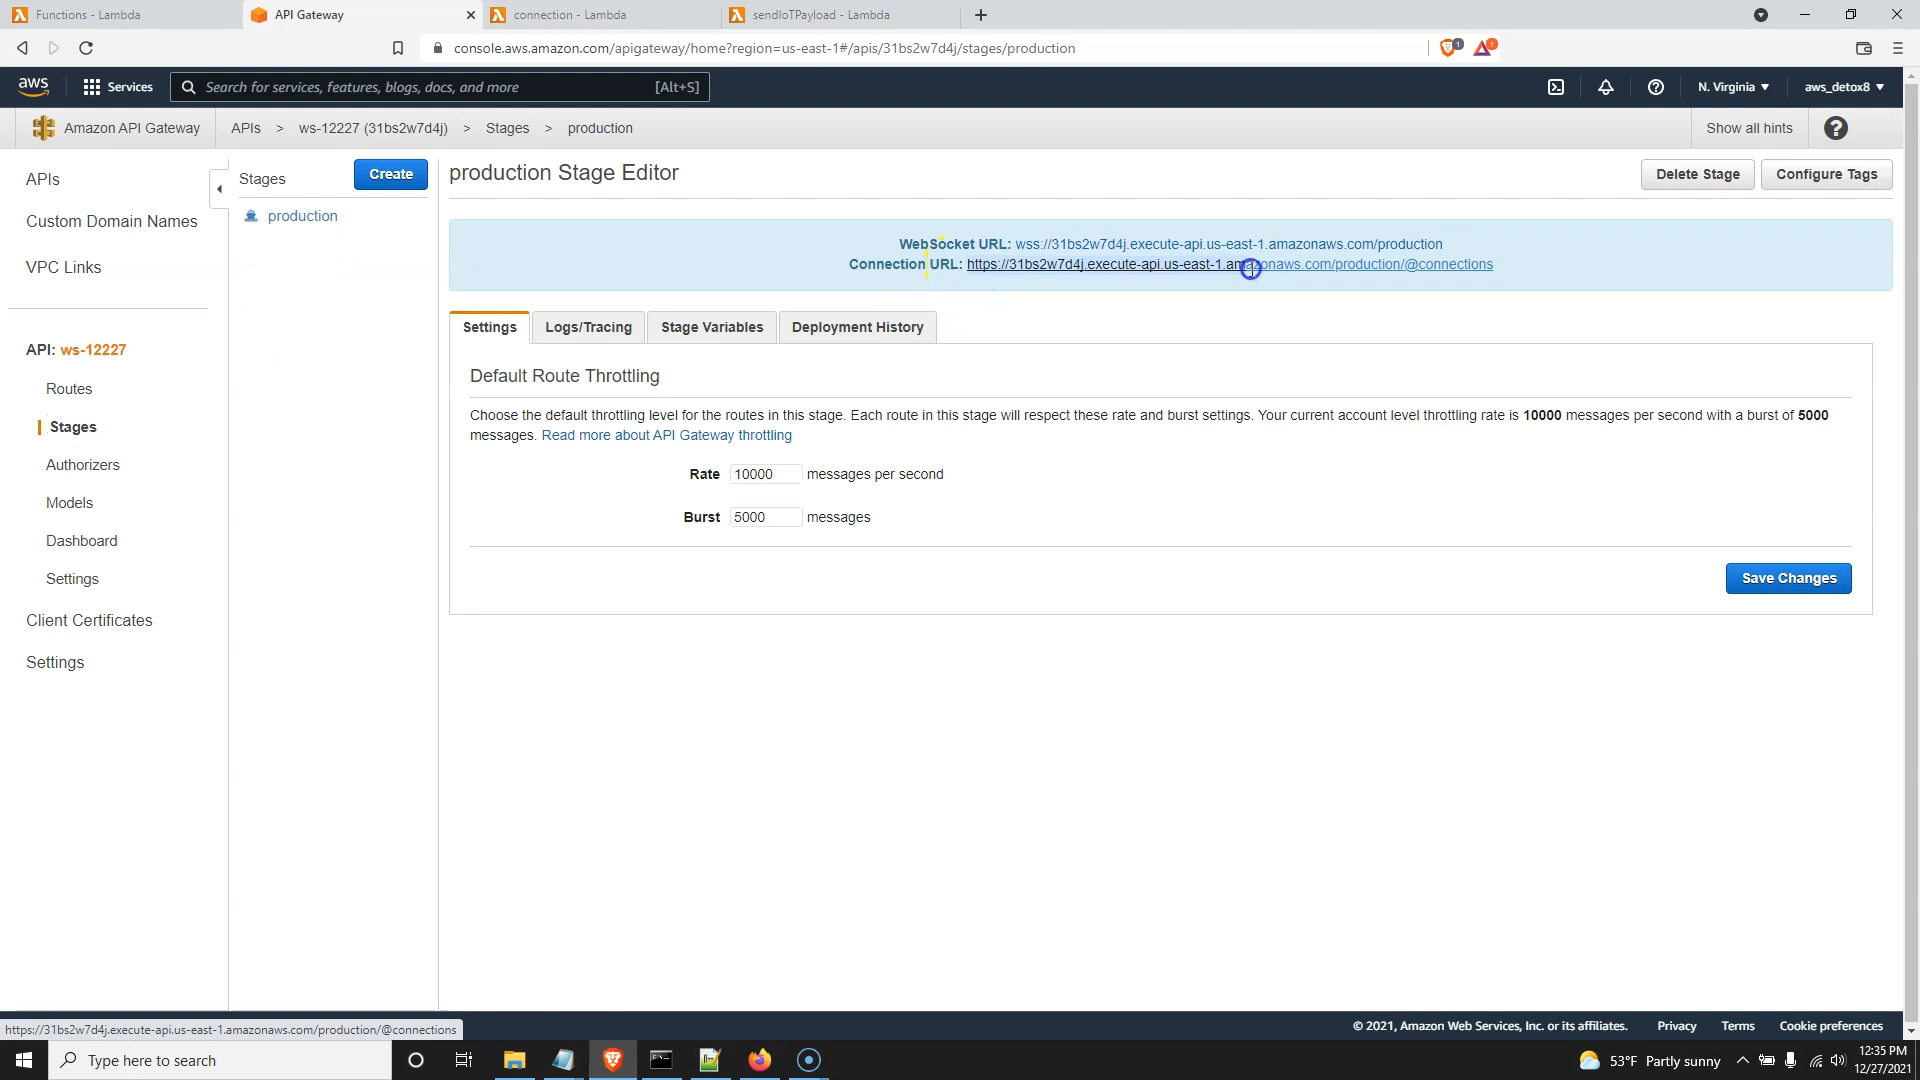 Functions - Lambda
API Gateway
connection - Lambda
sendIoTPayload - Lambda
console.aws.amazon.com/apigateway/home?region=us-east-1#/apis/31bs2w7d4j/stages/production
1
1
aws
Services
Search for services, features, blogs, docs, and more
[Alt+S]
N. Virginia
aws_detox8
Amazon API Gateway
APIs > ws-12227 (31bs2w7d4j) > Stages > production
Show all hints
?
APIs
Custom Domain Names
VPC Links
API: ws-12227
Routes
Stages
Authorizers
Models
Dashboard
Settings
Client Certificates
Settings
Stages
Create
production
production Stage Editor
Delete Stage
Configure Tags
WebSocket URL: wss://31bs2w7d4j.execute-api.us-east-1.amazonaws.com/production
Connection URL: https://31bs2w7d4j.execute-api.us-east-1.amazonaws.com/production/@connections
Settings
Logs/Tracing
Stage Variables
Deployment History
Default Route Throttling
Choose the default throttling level for the routes in this stage. Each route in this stage will respect these rate and burst settings. Your current account level throttling rate is 10000 messages per second with a burst of 5000
messages. Read more about API Gateway throttling
Rate 10000 messages per second
Burst 5000 messages
Save Changes
https://31bs2w7d4j.execute-api.us-east-1.amazonaws.com/production/@connections
© 2021, Amazon Web Services, Inc. or its affiliates.
Privacy
Terms
Cookie preferences
Type here to search
53°F Partly sunny
12:35 PM
12/27/2021